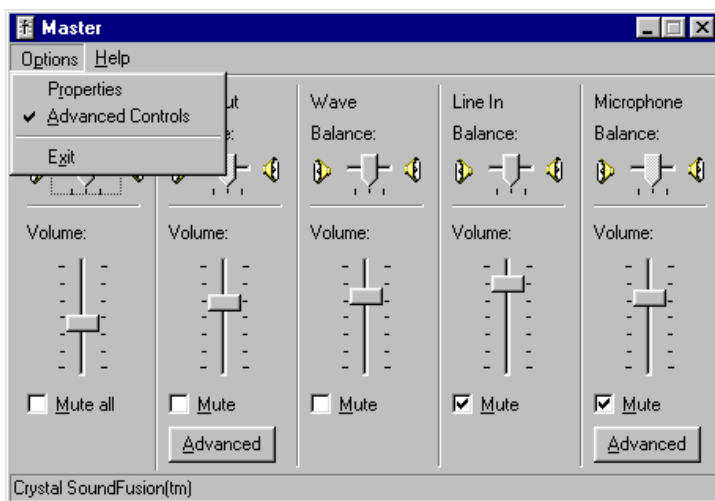 Master
Options Help
Properties
Advanced Controls
Exit
Wave Line In Microphone
Balance: Balance: Balance:
Volume: Volume: Volume: Volume: Volume:
Mute all Mute Mute Mute Mute
Advanced Advanced
Crystal SoundFusion(tm)